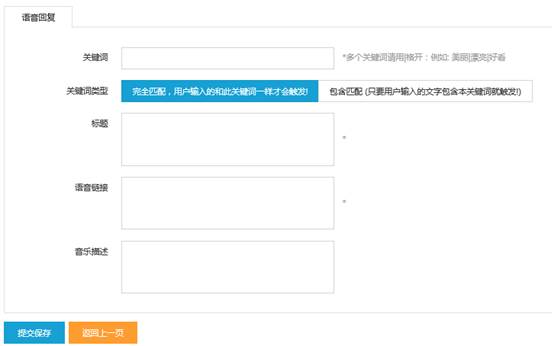 语音回复
关键词 *多个关键词请用|格开：例如: 美丽|漂亮|好看
关键词类型 完全匹配，用户输入的和此关键词一样才会触发! 包含匹配 (只要用户输入的文字包含本关键词就触发!)
标题 *
语音链接 *
音乐描述
提交保存 返回上一页